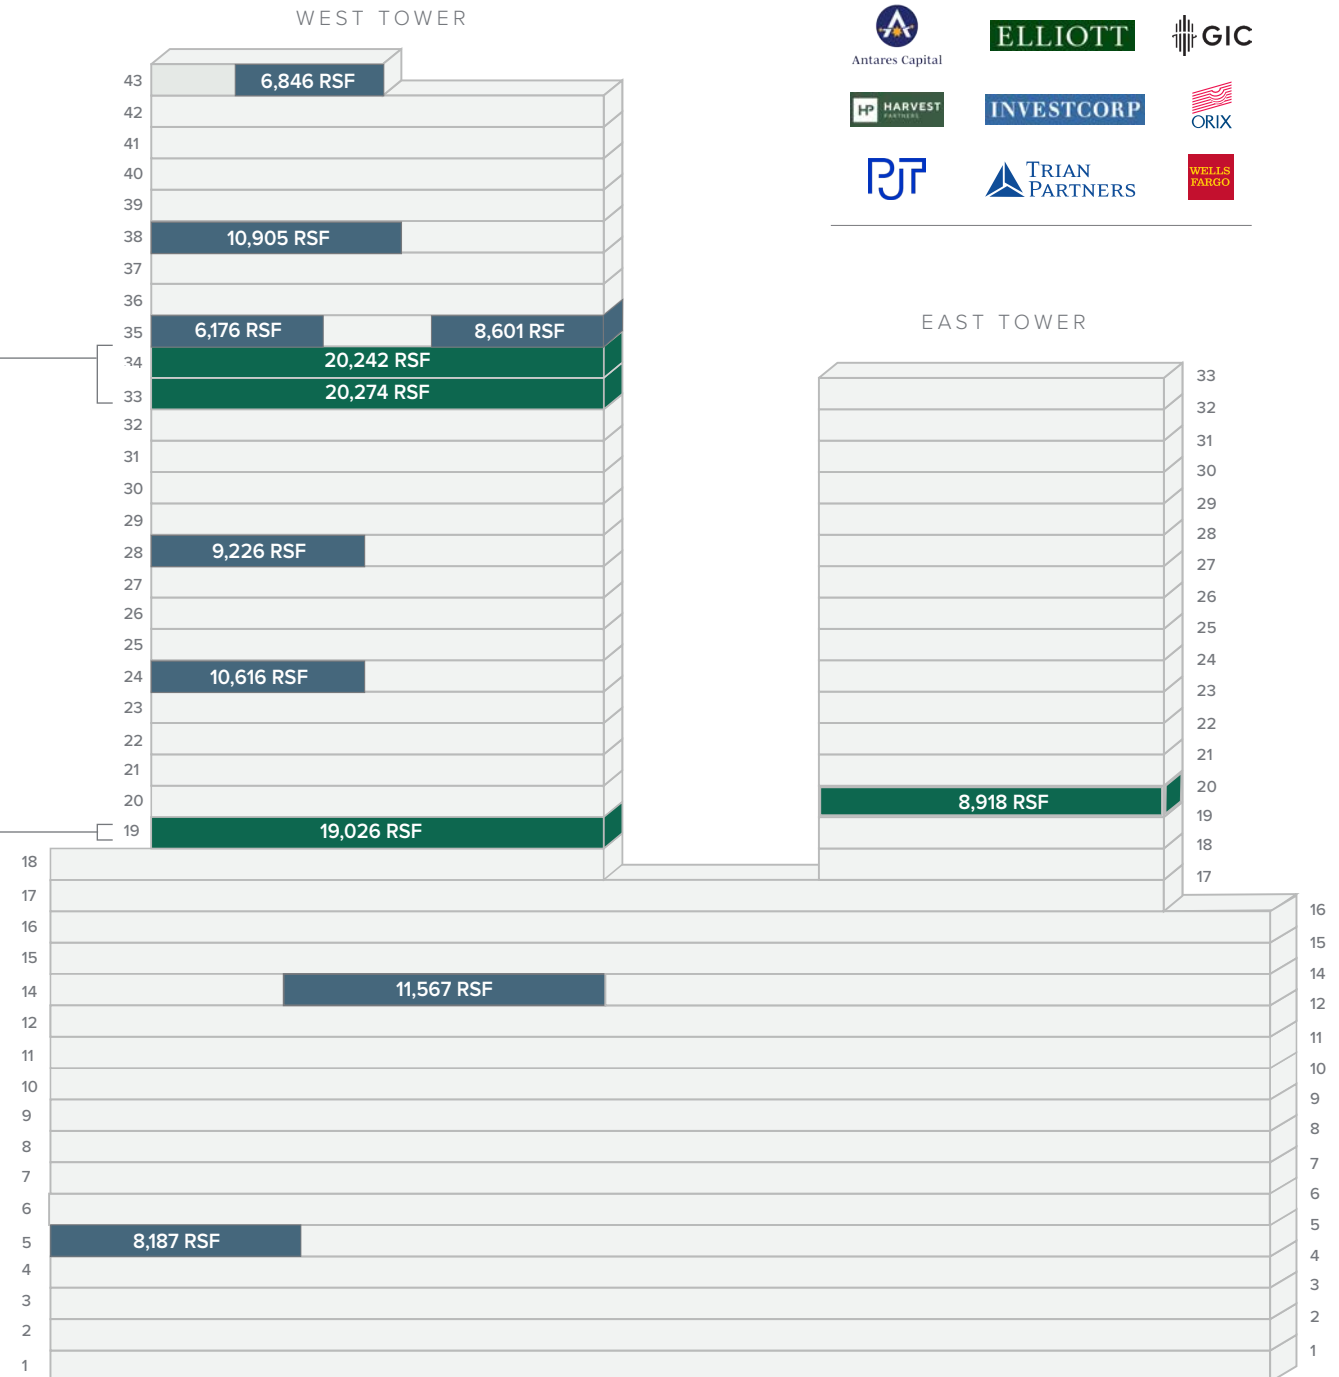 WEST TOWER
43
6,846 RSF
42
41
40
39
38
10,905 RSF
37
36
35
6,176 RSF
8,601 RSF
34
20,242 RSF
33
20,274 RSF
32
31
30
29
28
9,226 RSF
27
26
25
24
10,616 RSF
23
22
21
20
19
19,026 RSF
Antares Capital
ELLIOTT
GIC
HP HARVEST
PARTNERS
INVESTCORP
ORIX
PJT
TRIAN
PARTNERS
WELLS
FARGO
EAST TOWER
33
32
31
30
29
28
27
26
25
24
23
22
21
20
8,918 RSF
19
18
17
18
17
16
16
15
15
14
11,567 RSF
14
12
12
11
11
10
10
9
9
8
8
7
7
6
6
5
8,187 RSF
5
4
4
3
3
2
2
1
1